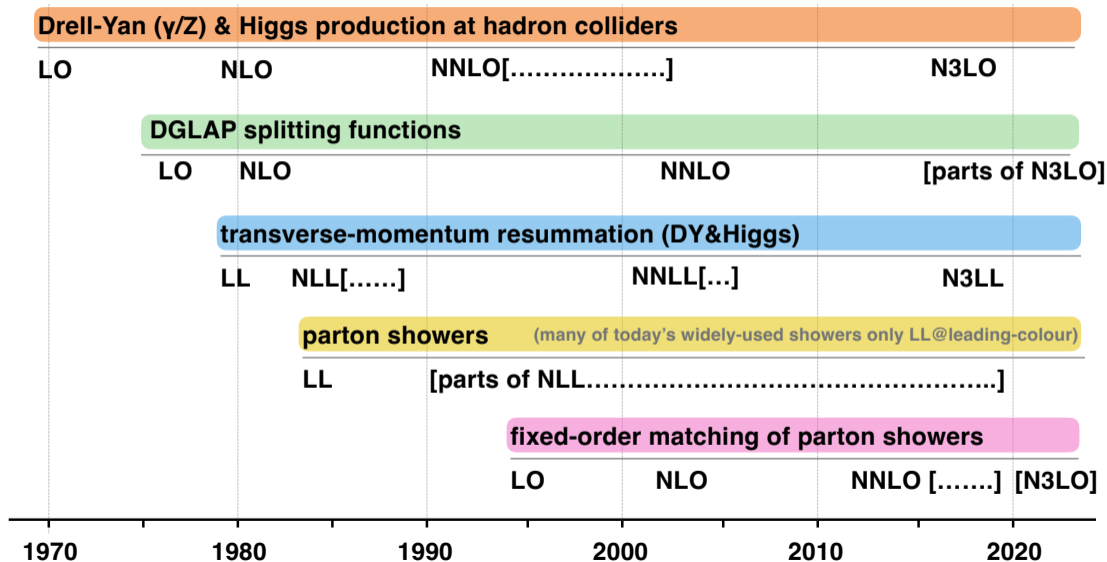 Drell-Yan (γ/Z) & Higgs production at hadron colliders
LO NLO NNLO[……………….] N3LO
DGLAP splitting functions
LO NLO NNLO [parts of N3LO]
transverse-momentum resummation (DY&Higgs)
LL NLL[……] NNLL[…] N3LL
parton showers (many of today's widely-used showers only LL@leading-colour)
LL [parts of NLL…………………………………………..]
fixed-order matching of parton showers
LO NLO NNLO […….] [N3LO]
1970 1980 1990 2000 2010 2020